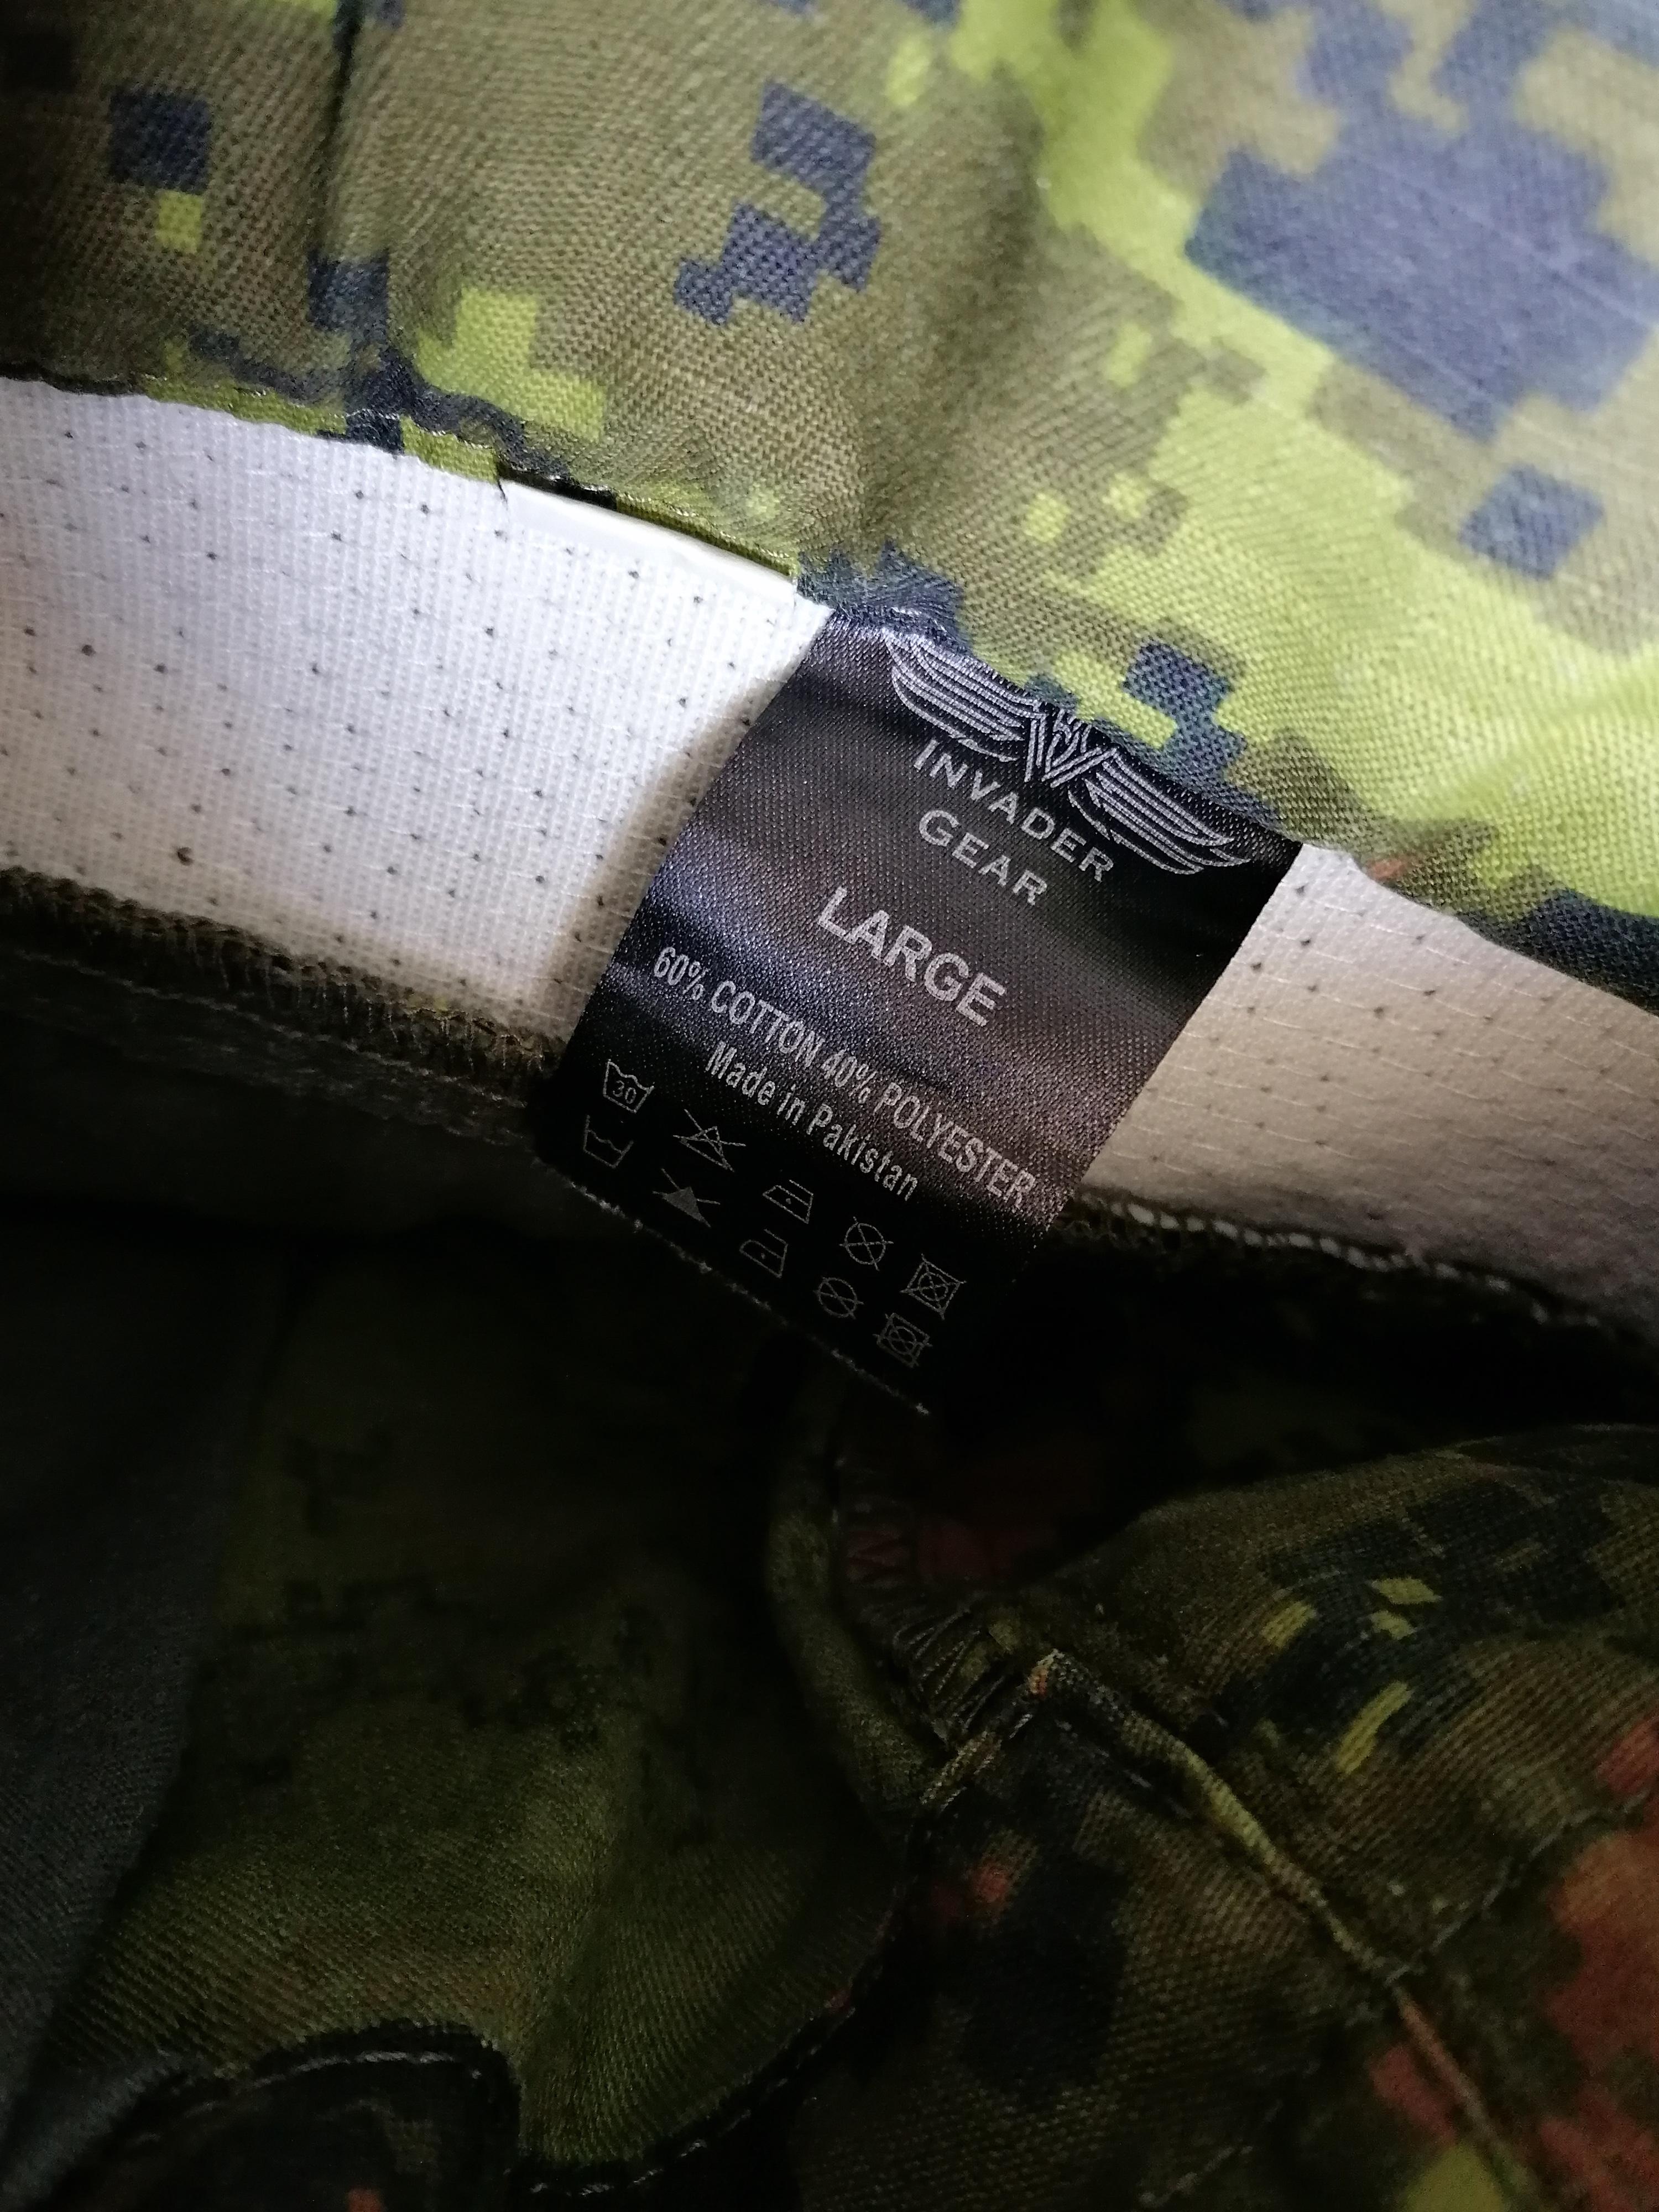 INVADER
GEAR
LARGE
60% COTTON 40% POLYESTER
Made in Pakistan
30